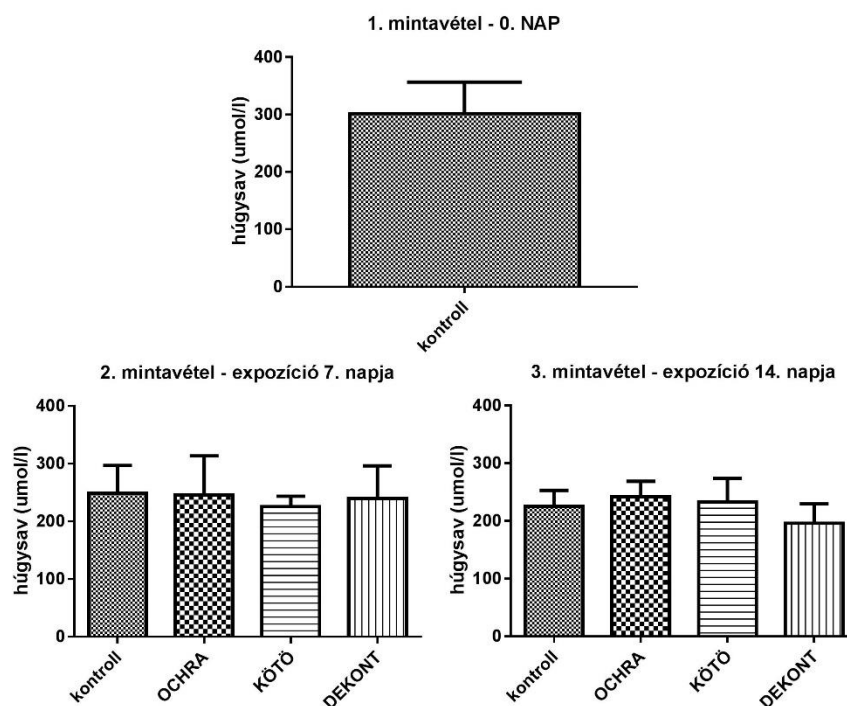 1. mintavétel - 0. NAP
400
300
200
100
0
húgysav (umol/l)
kontroll
2. mintavétel - expozíció 7. napja
400
300
200
100
0
húgysav (umol/l)
kontroll
OCHRA
KÖTÖ
DEKONT
3. mintavétel - expozíció 14. napja
400
300
200
100
0
húgysav (umol/l)
kontroll
OCHRA
KÖTÖ
DEKONT